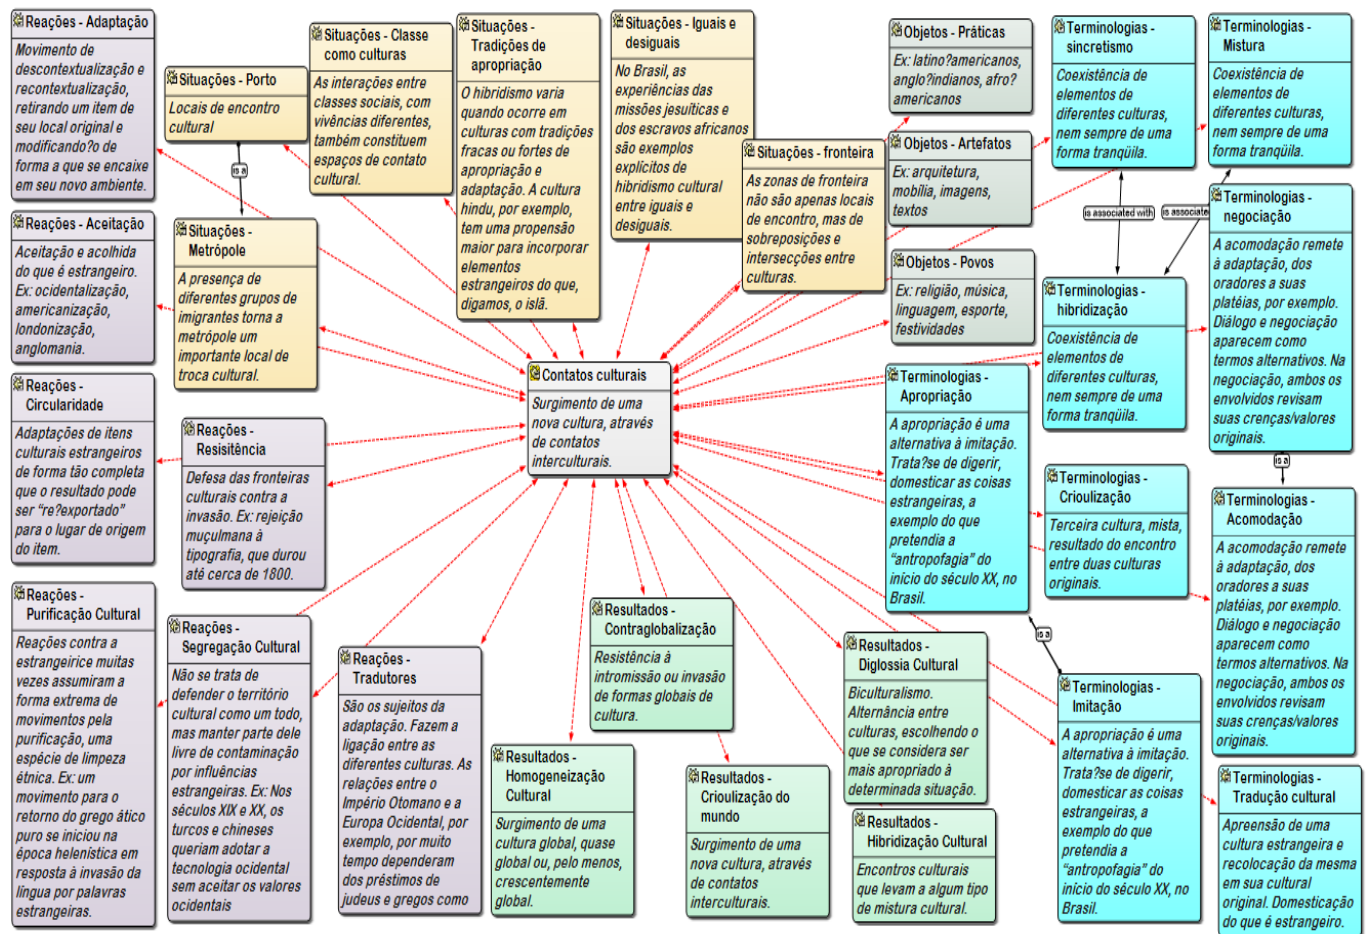 Reações - Adaptação
Movimento de
descontextualização e
recontextualização,
retirando um item de
seu local original e
modificando?o de
forma a que se encaixe
em seu novo ambiente.
Situações - Porto
Locais de encontro
cultural
is a
Situações - Classe
como culturas
As interações entre
classes sociais, com
vivências diferentes,
também constituem
espaços de contato
cultural.
Situações -
Tradições de
apropriação
O hibridismo varia
quando ocorre em
culturas com tradições
fracas ou fortes de
apropriação e
adaptação. A cultura
hindu, por exemplo,
tem uma propensão
maior para incorporar
elementos
estrangeiros do que,
digamos, o islã.
Situações - Iguais e
desiguais
No Brasil, as
experiências das
missões jesuíticas e
dos escravos africanos
são exemplos
explícitos de
hibridismo cultural
entre iguais e
desiguais.
Situações - fronteira
As zonas de fronteira
não são apenas locais
de encontro, mas de
sobreposições e
intersecções entre
culturas.
Objetos - Práticas
Ex: latino?americanos,
anglo?indianos, afro?
americanos
Objetos - Artefatos
Ex: arquitetura,
mobília, imagens,
textos
Objetos - Povos
Ex: religião, música,
linguagem, esporte,
festividades
Terminologias -
sincretismo
Coexistência de
elementos de
diferentes culturas,
nem sempre de uma
forma tranqüila.
Terminologias -
Mistura
Coexistência de
elementos de
diferentes culturas,
nem sempre de uma
forma tranqüila.
is associated with
is associated
Terminologias -
negociação
A acomodação remete
à adaptação, dos
oradores a suas
platéias, por exemplo.
Diálogo e negociação
aparecem como
termos alternativos. Na
negociação, ambos os
envolvidos revisam
suas crenças/valores
originais.
is a
Terminologias -
hibridização
Coexistência de
elementos de
diferentes culturas,
nem sempre de uma
forma tranqüila.
Reações - Aceitação
Aceitação e acolhida
do que é estrangeiro.
Ex: ocidentalização,
americanização,
londonização,
anglomania.
Situações -
Metrópole
A presença de
diferentes grupos de
imigrantes torna a
metrópole um
importante local de
troca cultural.
Contatos culturais
Surgimento de uma
nova cultura, através
de contatos
interculturais.
Terminologias -
Apropriação
A apropriação é uma
alternativa à imitação.
Trata?se de digerir,
domesticar as coisas
estrangeiras, a
exemplo do que
pretendia a
“antropofagia” do
início do século XX, no
Brasil.
is a
Terminologias -
Crioulização
Terceira cultura, mista,
resultado do encontro
entre duas culturas
originais.
Terminologias -
Acomodação
A acomodação remete
à adaptação, dos
oradores a suas
platéias, por exemplo.
Diálogo e negociação
aparecem como
termos alternativos. Na
negociação, ambos os
envolvidos revisam
suas crenças/valores
originais.
Reações -
Circularidade
Adaptações de itens
culturais estrangeiros
de forma tão completa
que o resultado pode
ser “re?exportado”
para o lugar de origem
do item.
Reações -
Resisitência
Defesa das fronteiras
culturais contra a
invasão. Ex: rejeição
muçulmana à
tipografia, que durou
até cerca de 1800.
Reações -
Purificação Cultural
Reações contra a
estrangeirice muitas
vezes assumiram a
forma extrema de
movimentos pela
purificação, uma
espécie de limpeza
étnica. Ex: um
movimento para o
retorno do grego ático
puro se iniciou na
época helenística em
resposta à invasão da
língua por palavras
estrangeiras.
Reações -
Segregação Cultural
Não se trata de
defender o território
cultural como um todo,
mas manter parte dele
livre de contaminação
por influências
estrangeiras. Ex: Nos
séculos XIX e XX, os
turcos e chineses
queriam adotar a
tecnologia ocidental
sem aceitar os valores
ocidentais
Reações -
Tradutores
São os sujeitos da
adaptação. Fazem a
ligação entre as
diferentes culturas. As
relações entre o
Império Otomano e a
Europa Ocidental, por
exemplo, por muito
tempo dependeram
dos préstimos de
judeus e gregos como
Resultados -
Contraglobalização
Resistência à
intromissão ou invasão
de formas globais de
cultura.
Resultados -
Homogeneização
Cultural
Surgimento de uma
cultura global, quase
global ou, pelo menos,
crescentemente
global.
Resultados -
Crioulização do
mundo
Surgimento de uma
nova cultura, através
de contatos
interculturais.
Resultados -
Diglossia Cultural
Biculturalismo.
Alternância entre
culturas, escolhendo o
que se considera ser
mais apropriado à
determinada situação.
Resultados -
Hibridização Cultural
Encontros culturais
que levam a algum tipo
de mistura cultural.
Terminologias -
Imitação
A apropriação é uma
alternativa à imitação.
Trata?se de digerir,
domesticar as coisas
estrangeiras, a
exemplo do que
pretendia a
“antropofagia” do
início do século XX, no
Brasil.
Terminologias -
Tradução cultural
Apreensão de uma
cultura estrangeira e
recolocação da mesma
em sua cultural
original. Domesticação
do que é estrangeiro.